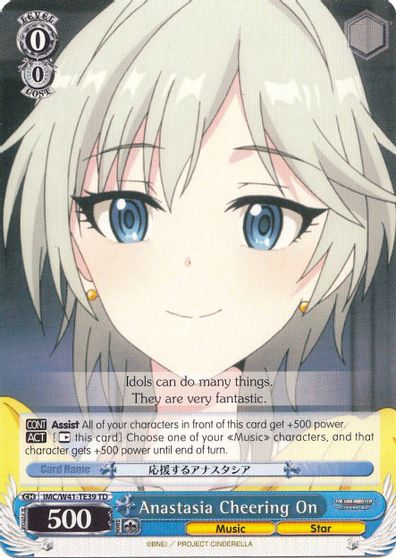 LEVEL
0
0
COST
Idols can do many things.
They are very fantastic.
CONT Assist All of your characters in front of this card get +500 power.
ACT [ this card] Choose one of your «Music» characters, and that
character gets +500 power until end of turn.
Card Name 応援するアナスタシア
CH IMC/W41-TE39 TD
Anastasia Cheering On
POWER
500
Music
Star
©BNEI / PROJECT CINDERELLA